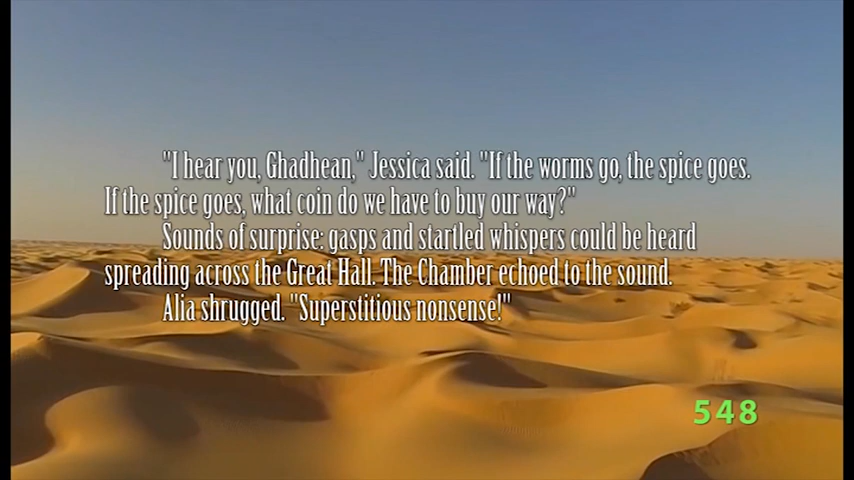 "I hear you, Ghadhean," Jessica said. "If the worms go, the spice goes.
If the spice goes, what coin do we have to buy our way?"
Sounds of surprise: gasps and startled whispers could be heard
spreading across the Great Hall. The Chamber echoed to the sound.
Alia shrugged. "Superstitious nonsense!"
548